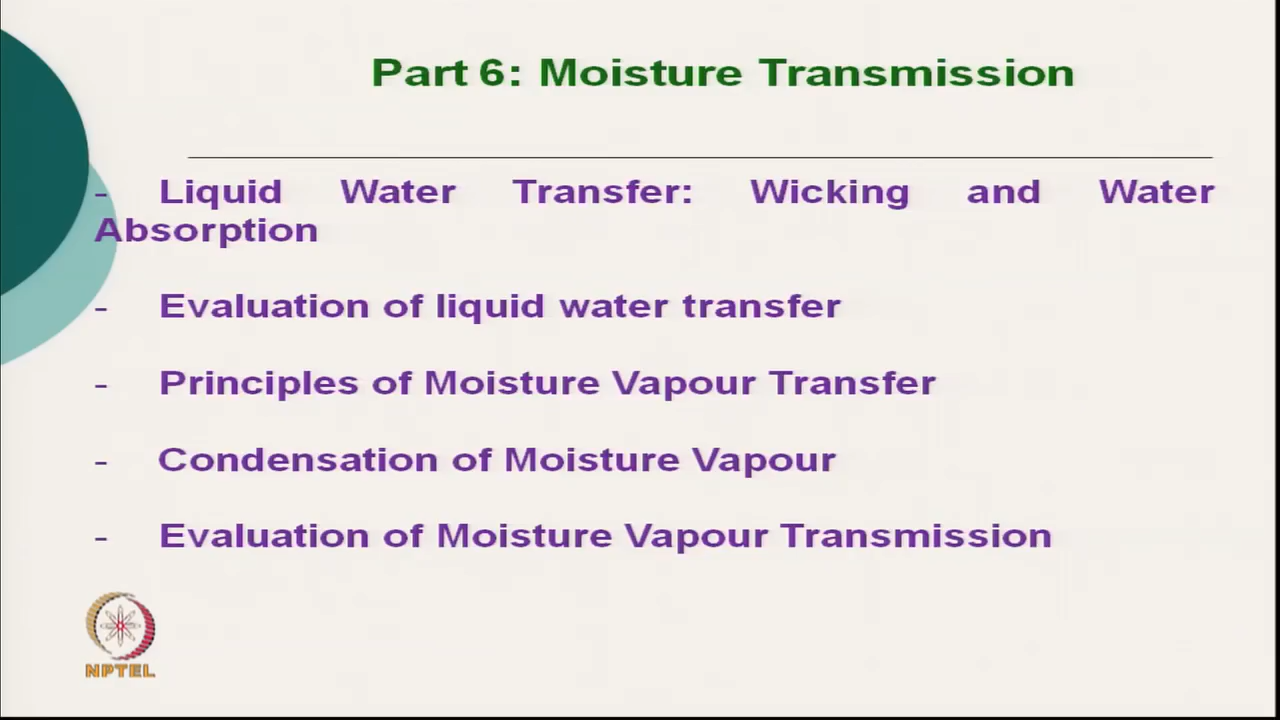 Part 6: Moisture Transmission
- Liquid Water Transfer: Wicking and Water
Absorption
- Evaluation of liquid water transfer
- Principles of Moisture Vapour Transfer
- Condensation of Moisture Vapour
- Evaluation of Moisture Vapour Transmission
NPTEL